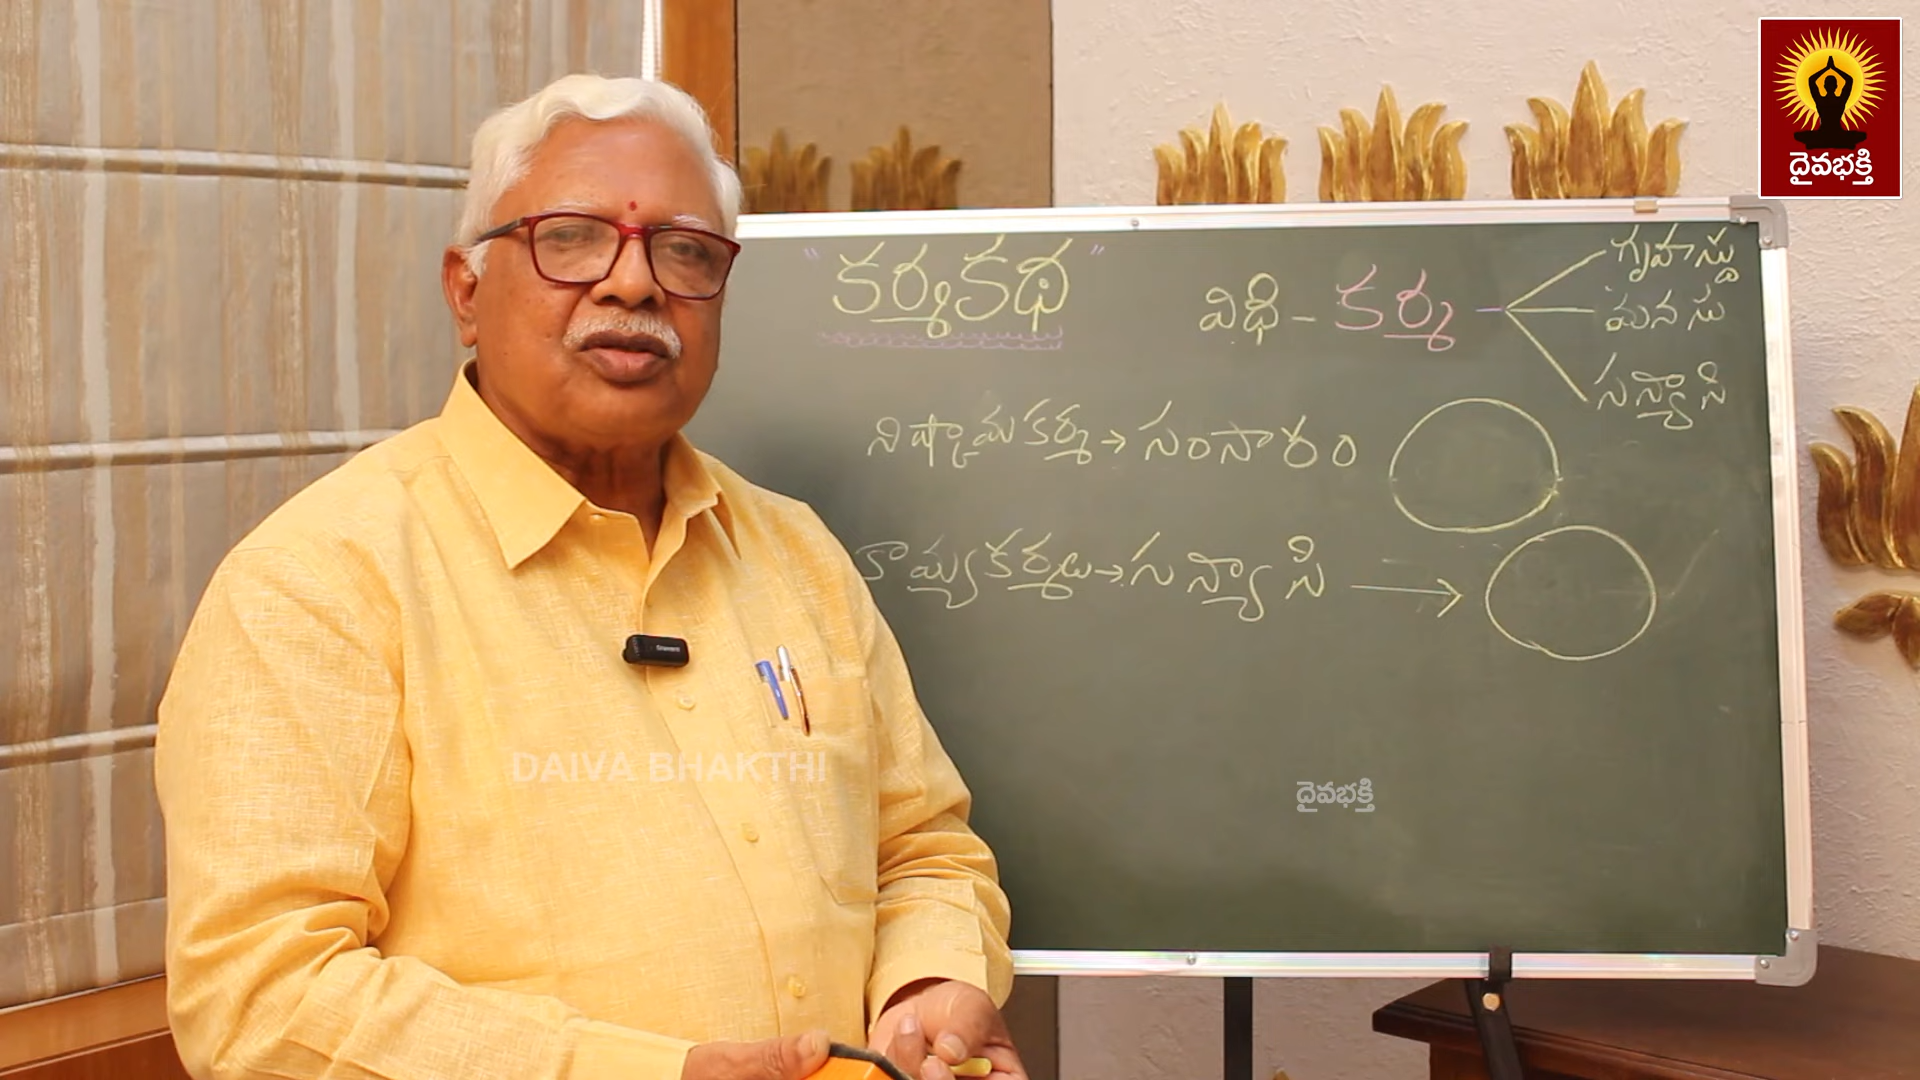 దైవభక్తి
"కర్మకథ"
విధి - కర్మ
గృహస్థు
మనసు
సన్యాసి
నిష్కామకర్మ → సంసారం
కామ్యకర్మలు → సన్యాసి →
DAIVA BHAKTHI
దైవభక్తి